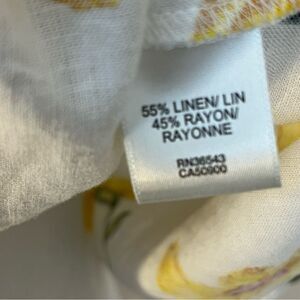 55% LINEN/ LIN
45% RAYON/
RAYONNE
RN36543
CA50900